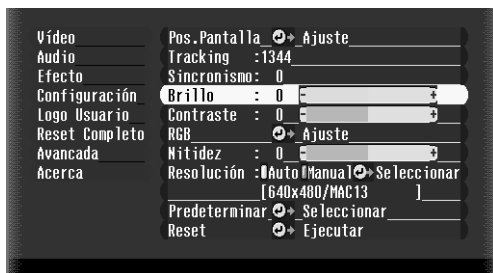 Vídeo
Audio
Efecto
Configuración
Logo Usuario
Reset Completo
Avancada
Acerca
Pos.Pantalla Ajuste
Tracking :1344
Sincronismo: 0
Brillo : 0 - +
Contraste : 0 - +
RGB Ajuste
Nitidez : 0 - +
Resolución : Auto Manual Seleccionar
[640x480/MAC13 ]
Predeterminar Seleccionar
Reset Ejecutar